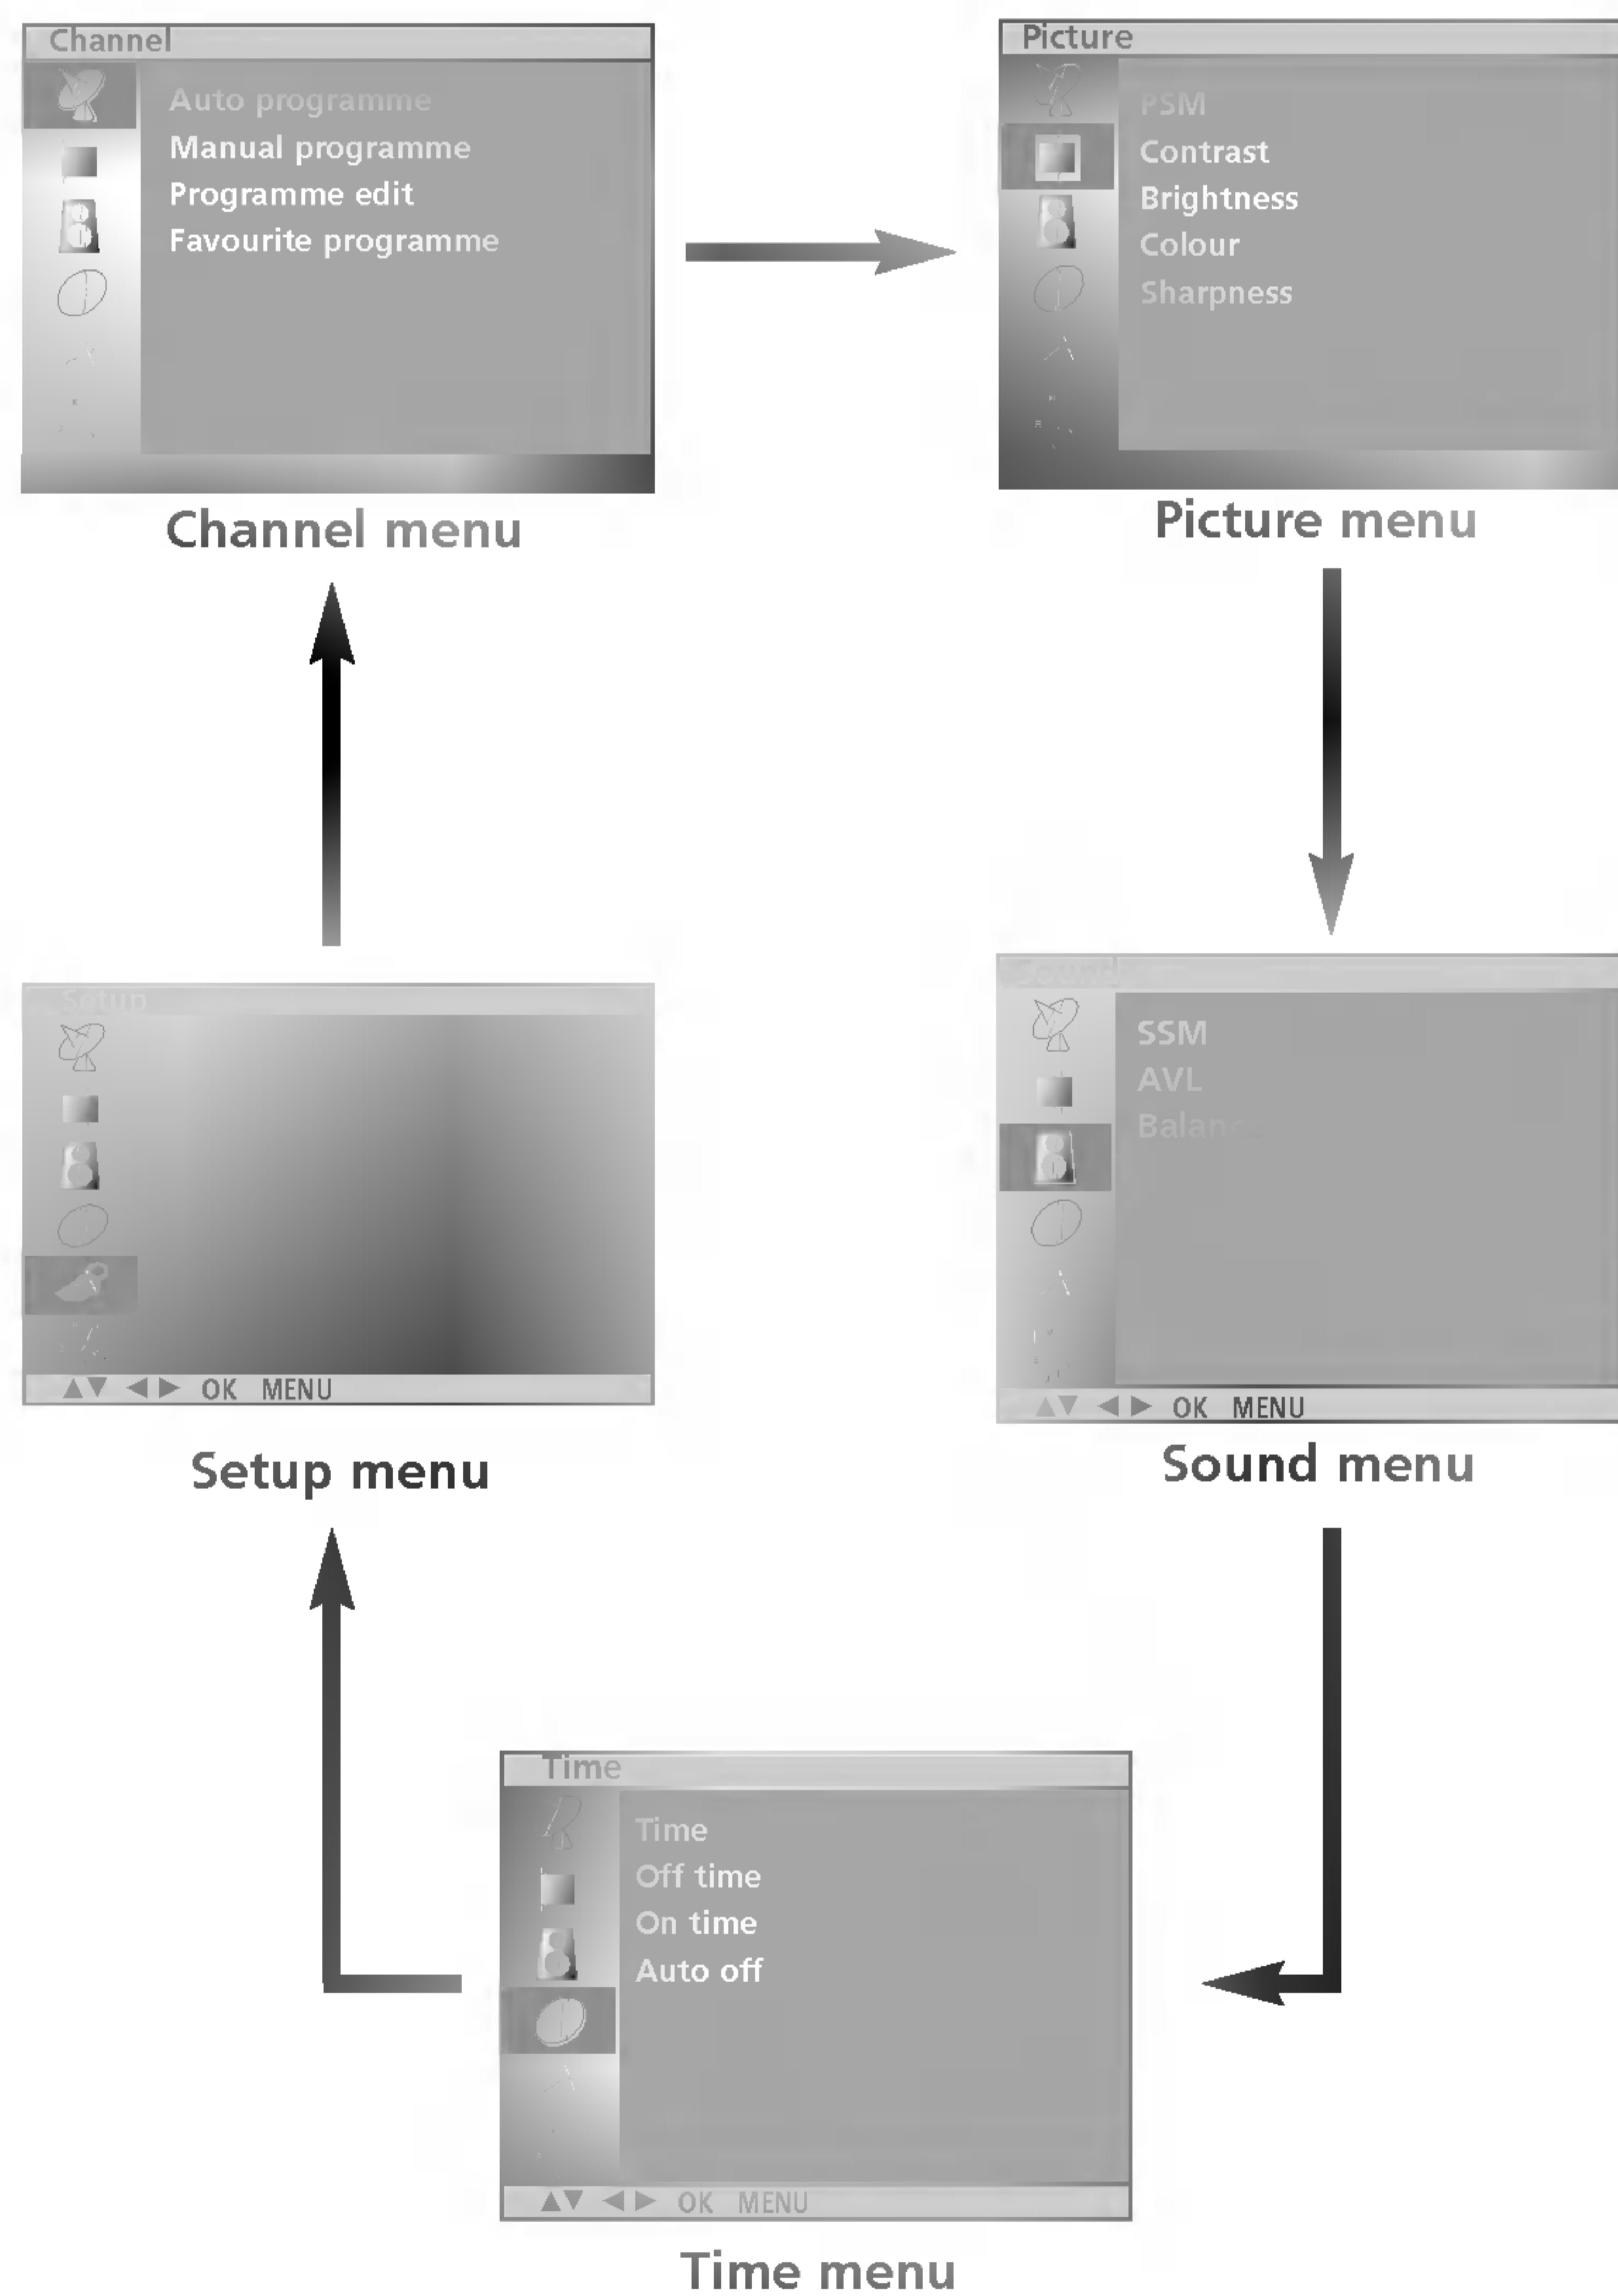 Channel
Auto programme
Manual programme
Programme edit
Favourite programme
Channel menu
Picture
PSM
Contrast
Brightness
Colour
Sharpness
Picture menu
Setup
▲▼ ◀▶ OK MENU
Setup menu
Sound
SSM
AVL
▲▼ ◀▶ OK MENU
Sound menu
Time
Time
Off time
On time
Auto off
▲▼ ◀▶ OK MENU
Time menu